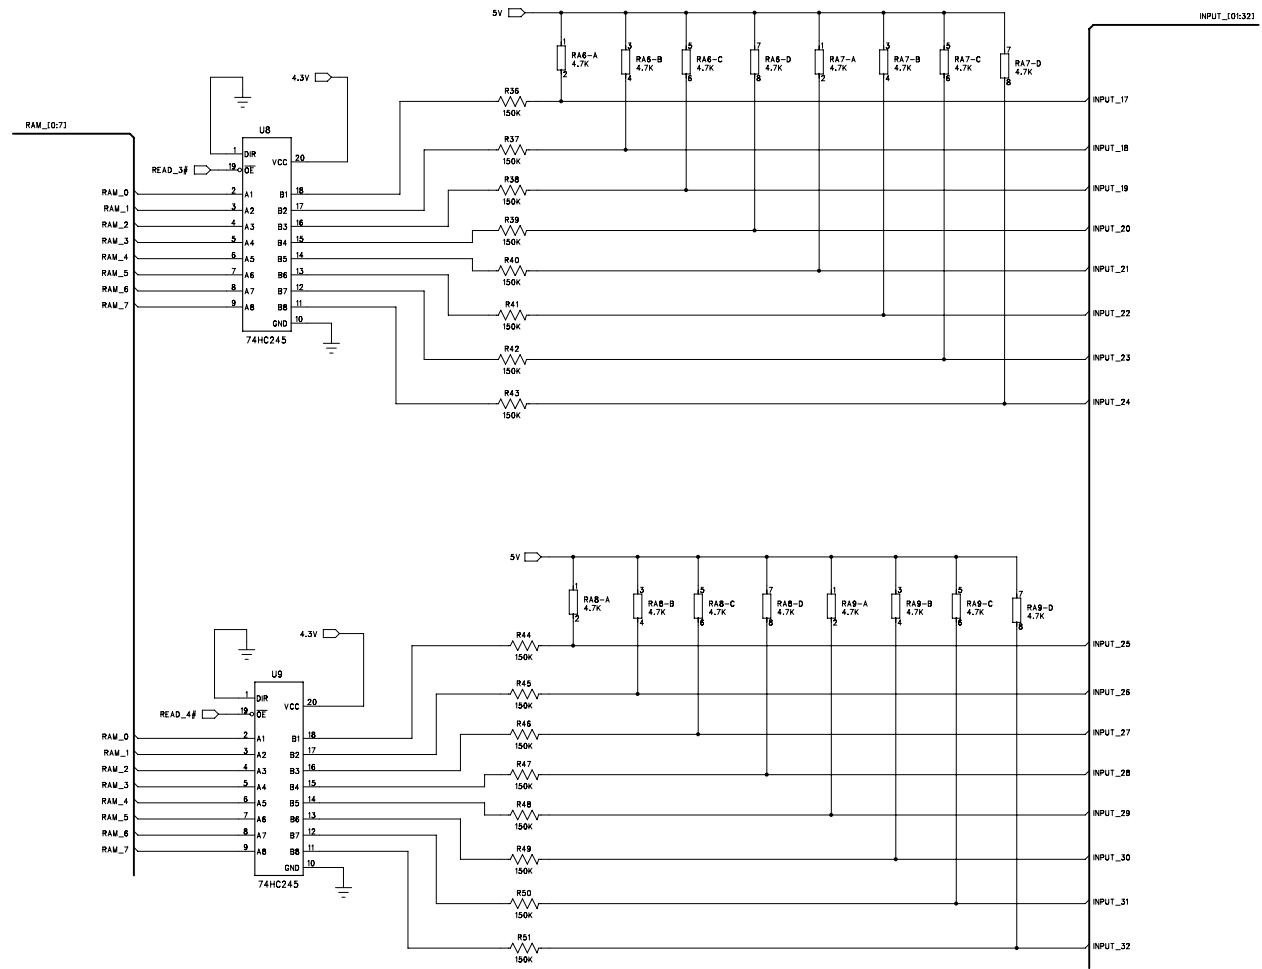 INPUT_[01:32]
5V
1
RA6-A
4.7K
2
3
RA6-B
4.7K
4
5
RA6-C
4.7K
6
7
RA6-D
4.7K
8
1
RA7-A
4.7K
2
3
RA7-B
4.7K
4
5
RA7-C
4.7K
6
7
RA7-D
4.7K
8
4.3V
RAM_[0:7]
U8
1 DIR
READ_3# 19 OE
VCC 20
RAM_0 2 A1 B1 18
RAM_1 3 A2 B2 17
RAM_2 4 A3 B3 16
RAM_3 5 A4 B4 15
RAM_4 6 A5 B5 14
RAM_5 7 A6 B6 13
RAM_6 8 A7 B7 12
RAM_7 9 A8 B8 11
GND 10
74HC245
R36
150K
INPUT_17
R37
150K
INPUT_18
R38
150K
INPUT_19
R39
150K
INPUT_20
R40
150K
INPUT_21
R41
150K
INPUT_22
R42
150K
INPUT_23
R43
150K
INPUT_24
5V
1
RA8-A
4.7K
2
3
RA8-B
4.7K
4
5
RA8-C
4.7K
6
7
RA8-D
4.7K
8
1
RA9-A
4.7K
2
3
RA9-B
4.7K
4
5
RA9-C
4.7K
6
7
RA9-D
4.7K
8
4.3V
U9
1 DIR
READ_4# 19 OE
VCC 20
RAM_0 2 A1 B1 18
RAM_1 3 A2 B2 17
RAM_2 4 A3 B3 16
RAM_3 5 A4 B4 15
RAM_4 6 A5 B5 14
RAM_5 7 A6 B6 13
RAM_6 8 A7 B7 12
RAM_7 9 A8 B8 11
GND 10
74HC245
R44
150K
INPUT_25
R45
150K
INPUT_26
R46
150K
INPUT_27
R47
150K
INPUT_28
R48
150K
INPUT_29
R49
150K
INPUT_30
R50
150K
INPUT_31
R51
150K
INPUT_32